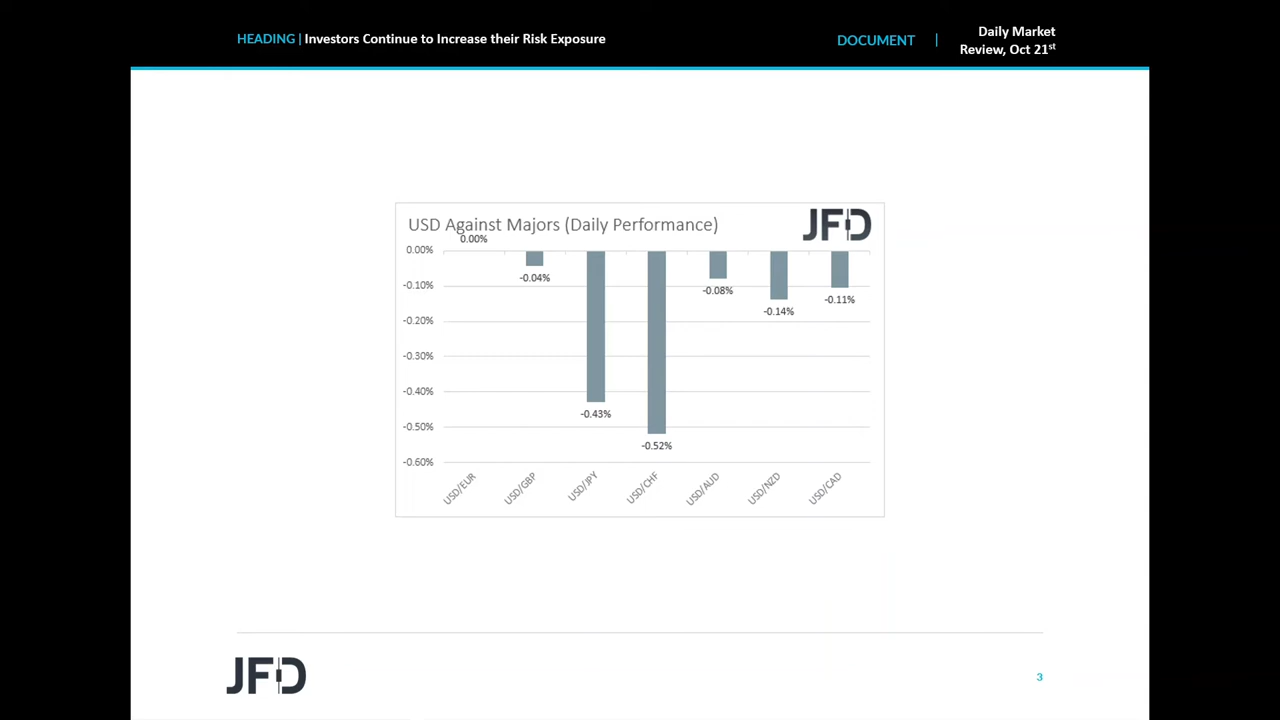 HEADING | Investors Continue to Increase their Risk Exposure
DOCUMENT |
Daily Market
Review, Oct 21st
USD Against Majors (Daily Performance)
JFD
0.00%
0.00%
-0.10%
-0.20%
-0.30%
-0.40%
-0.50%
-0.60%
-0.04%
-0.43%
-0.52%
-0.08%
-0.14%
-0.11%
USD/EUR
USD/GBP
USD/JPY
USD/CHF
USD/AUD
USD/NZD
USD/CAD
JFD
3